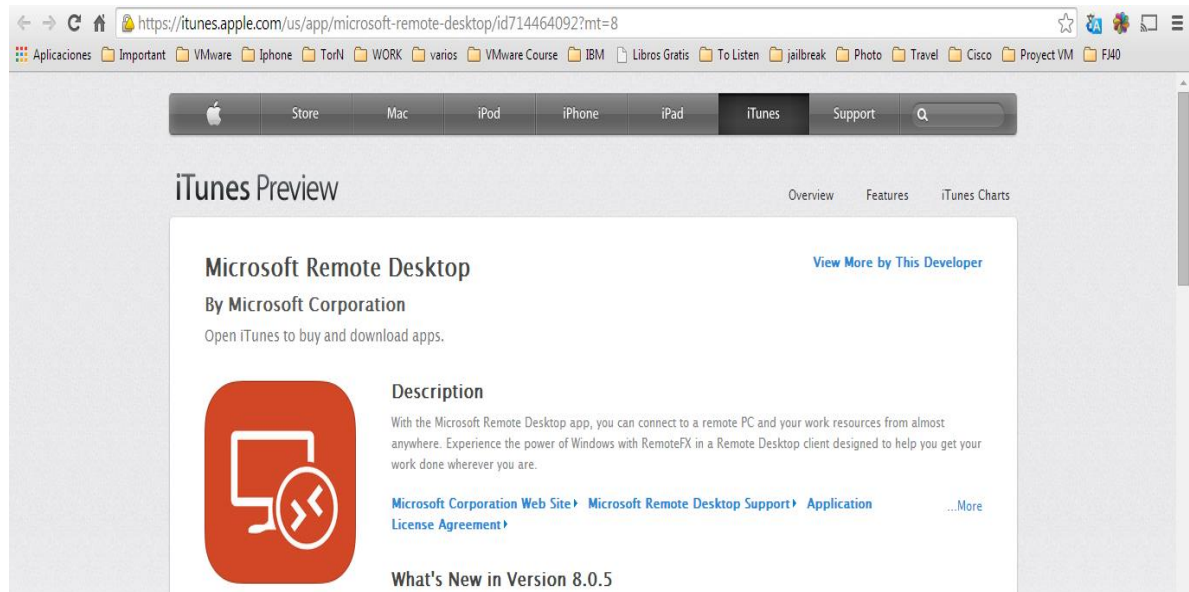 https://itunes.apple.com/us/app/microsoft-remote-desktop/id714464092?mt=8
Aplicaciones Important VMware Iphone TorN WORK varios VMware Course IBM Libros Gratis To Listen jailbreak Photo Travel Cisco Proyect VM FJ40
Store Mac iPod iPhone iPad iTunes Support
iTunes Preview
Overview Features iTunes Charts
Microsoft Remote Desktop
View More by This Developer
By Microsoft Corporation
Open iTunes to buy and download apps.
Description
With the Microsoft Remote Desktop app, you can connect to a remote PC and your work resources from almost
anywhere. Experience the power of Windows with RemoteFX in a Remote Desktop client designed to help you get your
work done wherever you are.
Microsoft Corporation Web Site Microsoft Remote Desktop Support Application
License Agreement
...More
What's New in Version 8.0.5